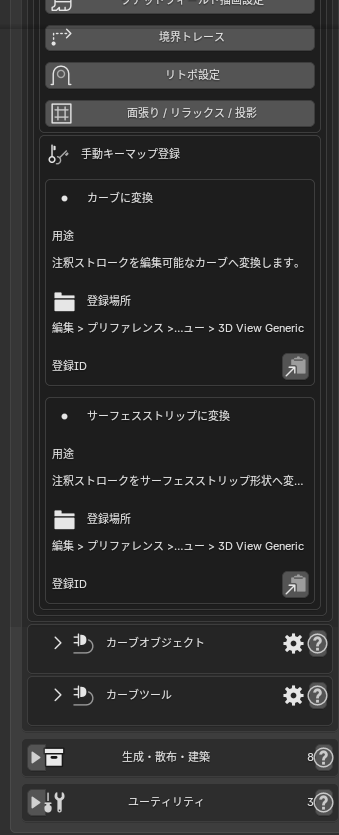 境界トレース
リトポ設定
面張り / リラックス / 投影
手動キーマップ登録
カーブに変換
用途
注釈ストロークを編集可能なカーブへ変換します。
登録場所
編集 > プリファレンス >...ュー > 3D View Generic
登録ID
サーフェスストリップに変換
用途
注釈ストロークをサーフェスストリップ形状へ変...
登録場所
編集 > プリファレンス >...ュー > 3D View Generic
登録ID
カーブオブジェクト
カーブツール
生成・散布・建築 8
ユーティリティ 3